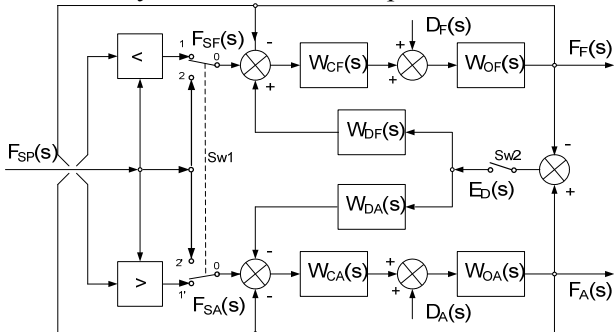 D_F(s)
1 F_SF(s) - + F_F(s)
< 0 W_CF(s) + W_OF(s)
2 +
W_DF(s) -
F_SP(s) Sw1 Sw2
E_D(s)
W_DA(s) +
2' -
> 0 W_CA(s) + W_OA(s)
1' F_SA(s) - + F_A(s)
D_A(s)